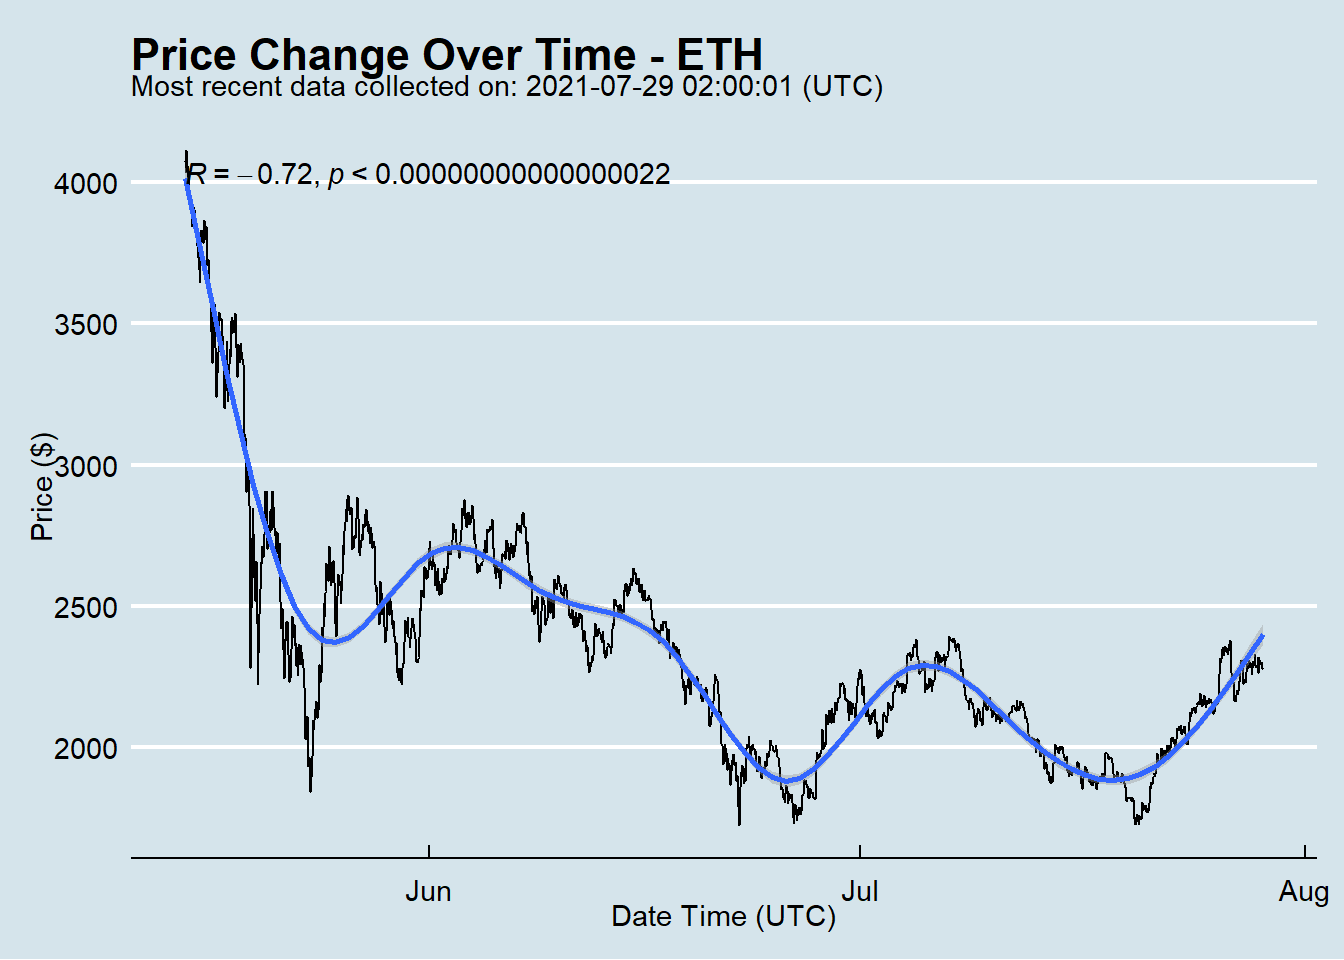 Price Change Over Time - ETH
Most recent data collected on: 2021-07-29 02:00:01 (UTC)
R = −0.72, p < 0.00000000000000022
4000
3500
3000
2500
2000
Price ($)
Jun
Jul
Aug
Date Time (UTC)